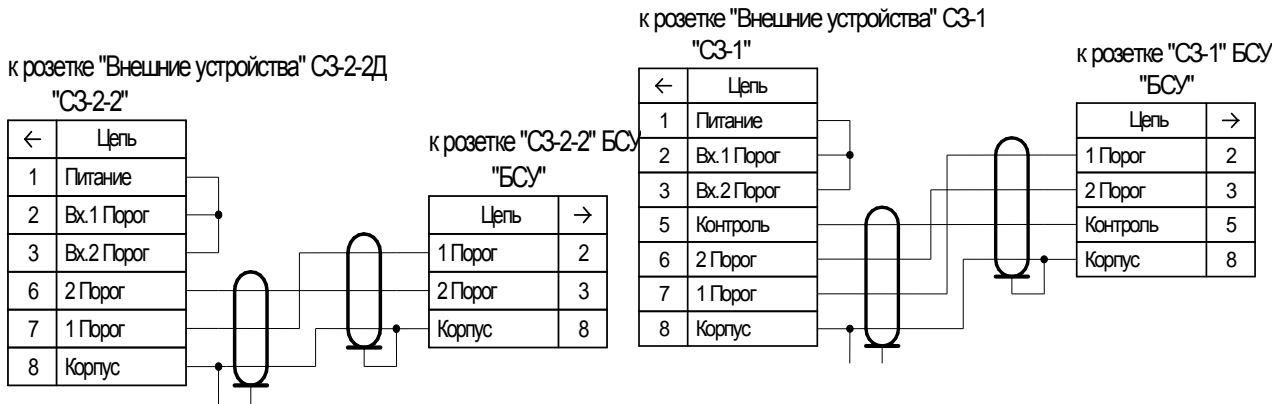 к розетке "Внешние устройства" СЗ-2-2Д
"СЗ-2-2"
← Цепь
1 Питание
2 Вх.1 Порог
3 Вх.2 Порог
6 2 Порог
7 1 Порог
8 Корпус
к розетке "СЗ-2-2" БСУ
"БСУ"
Цепь →
1 Порог 2
2 Порог 3
Корпус 8
к розетке "Внешние устройства" СЗ-1
"СЗ-1"
← Цепь
1 Питание
2 Вх.1 Порог
3 Вх.2 Порог
5 Контроль
6 2 Порог
7 1 Порог
8 Корпус
к розетке "СЗ-1" БСУ
"БСУ"
Цепь →
1 Порог 2
2 Порог 3
Контроль 5
Корпус 8